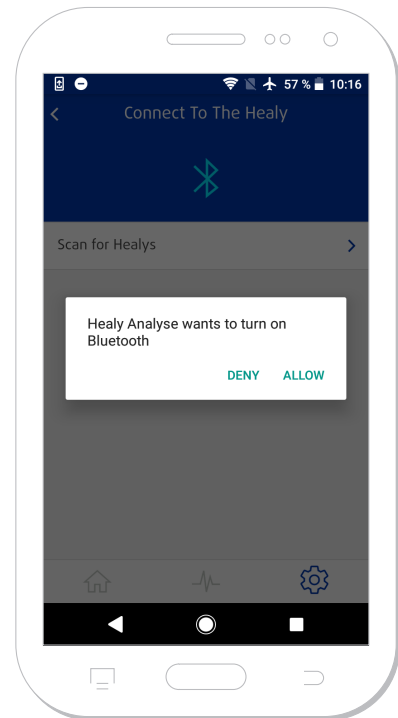 57 % 10:16
Connect To The Healy
Scan for Healys
Healy Analyse wants to turn on
Bluetooth
DENY ALLOW